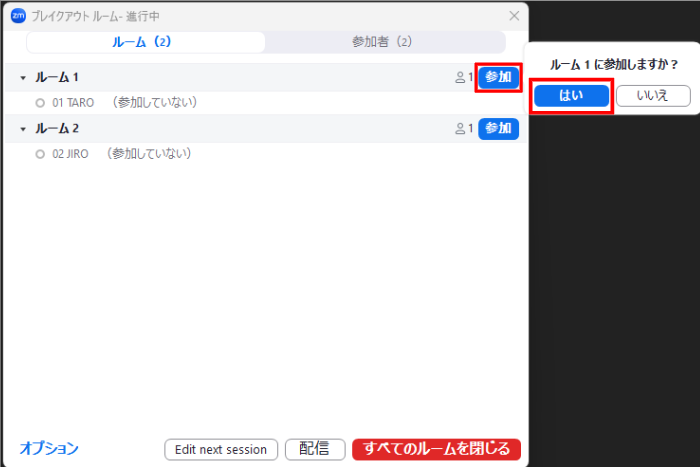 zm ブレイクアウト ルーム- 進行中
ルーム（2） 参加者（2）
ルーム 1 1 参加
ルーム 1 に参加しますか？
はい いいえ
01 TARO （参加していない）
ルーム 2 1 参加
02 JIRO （参加していない）
オプション Edit next session 配信 すべてのルームを閉じる